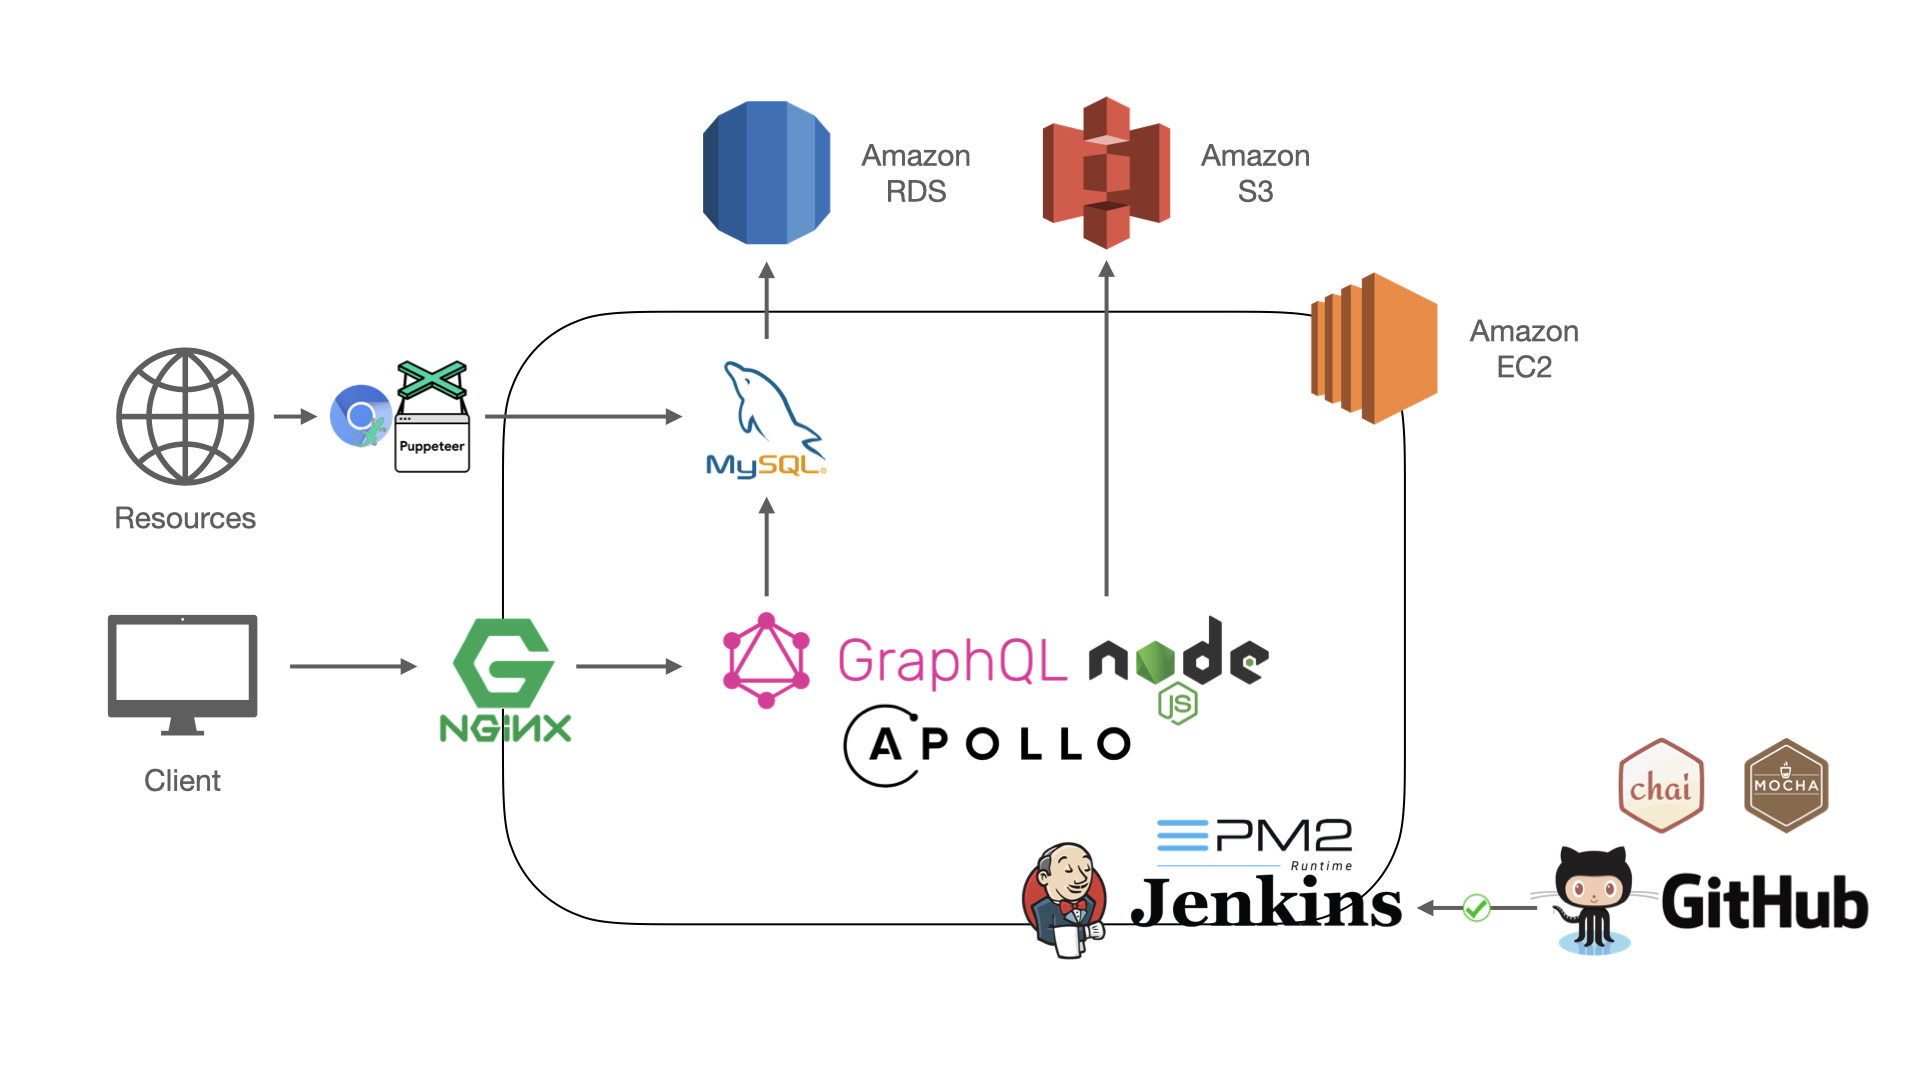 Amazon
RDS
Amazon
S3
Amazon
EC2
Puppeteer
MySQL®
Resources
GraphQL
node
JS
NGINX
APOLLO
Client
chai
MOCHA
PM2
Runtime
Jenkins
GitHub